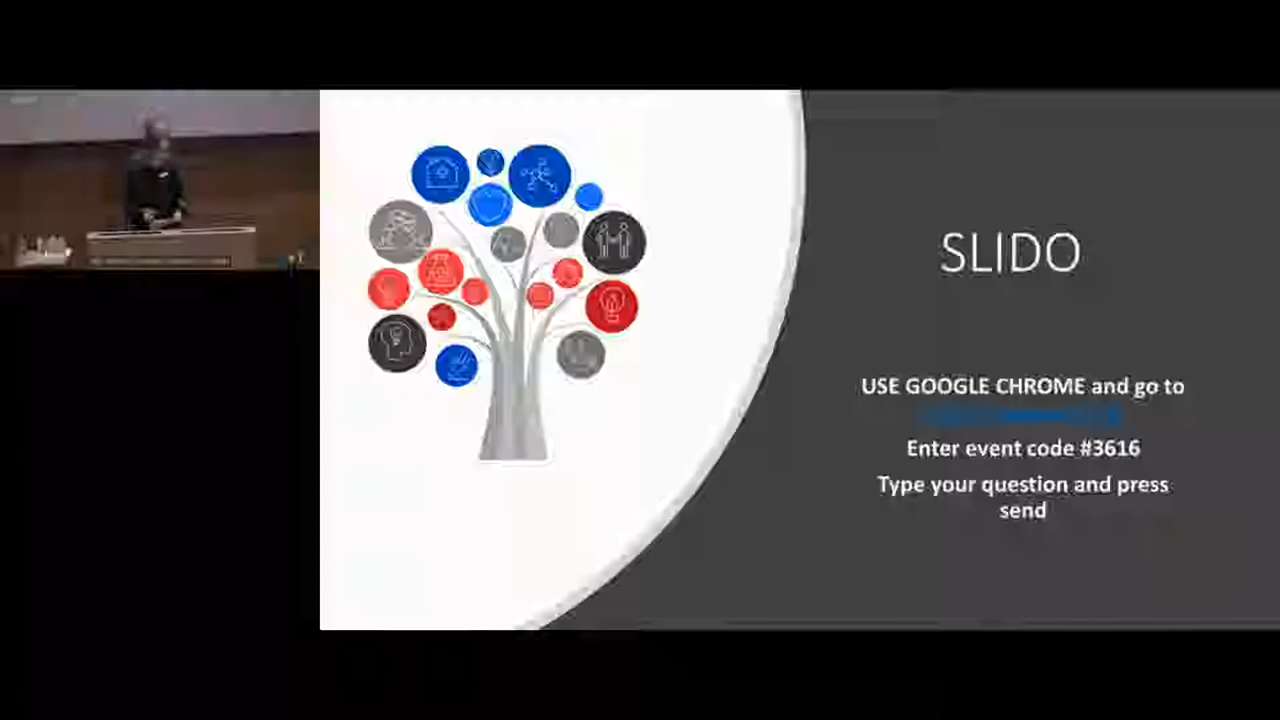 SLIDO
USE GOOGLE CHROME and go to
Enter event code #3616
Type your question and press
send